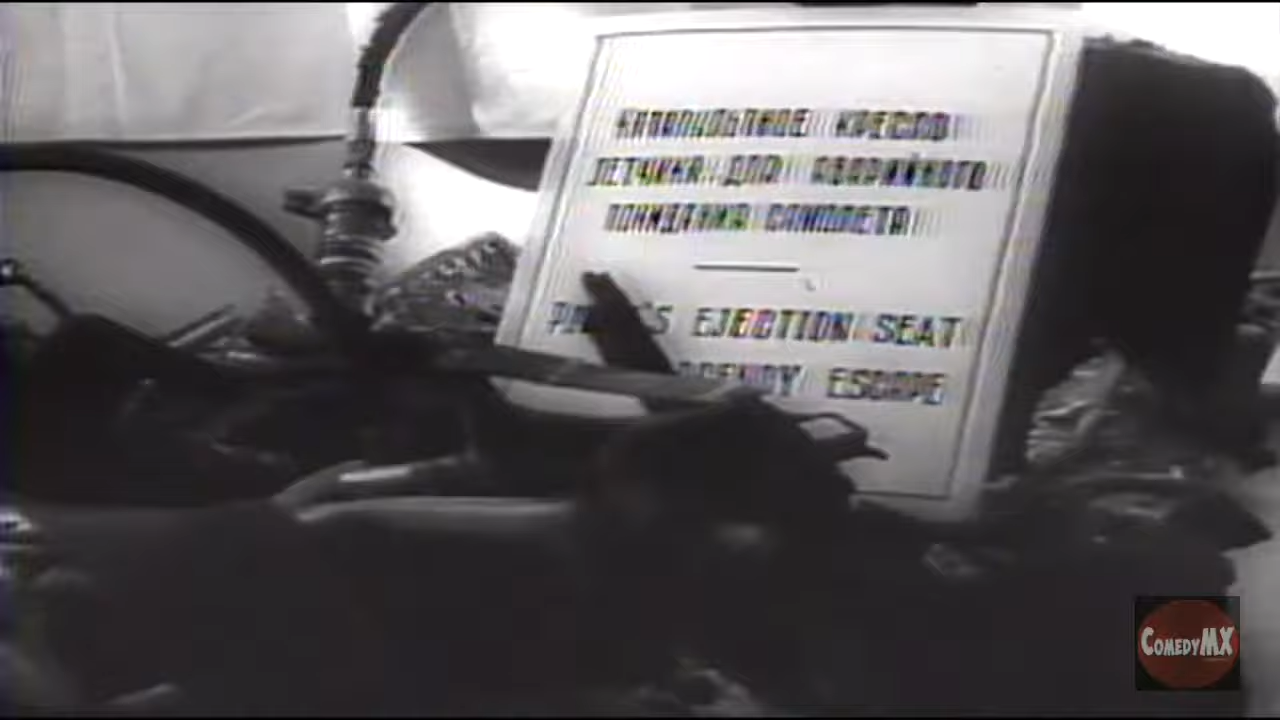 КАТАПУЛЬТНОЕ КРЕСЛО
ЛЕТЧИКА ДЛЯ АВАРИЙНОГО
ПОКИДАНИЯ САМОЛЕТА
EJECTION SEAT
ESCAPE
COMEDYMX